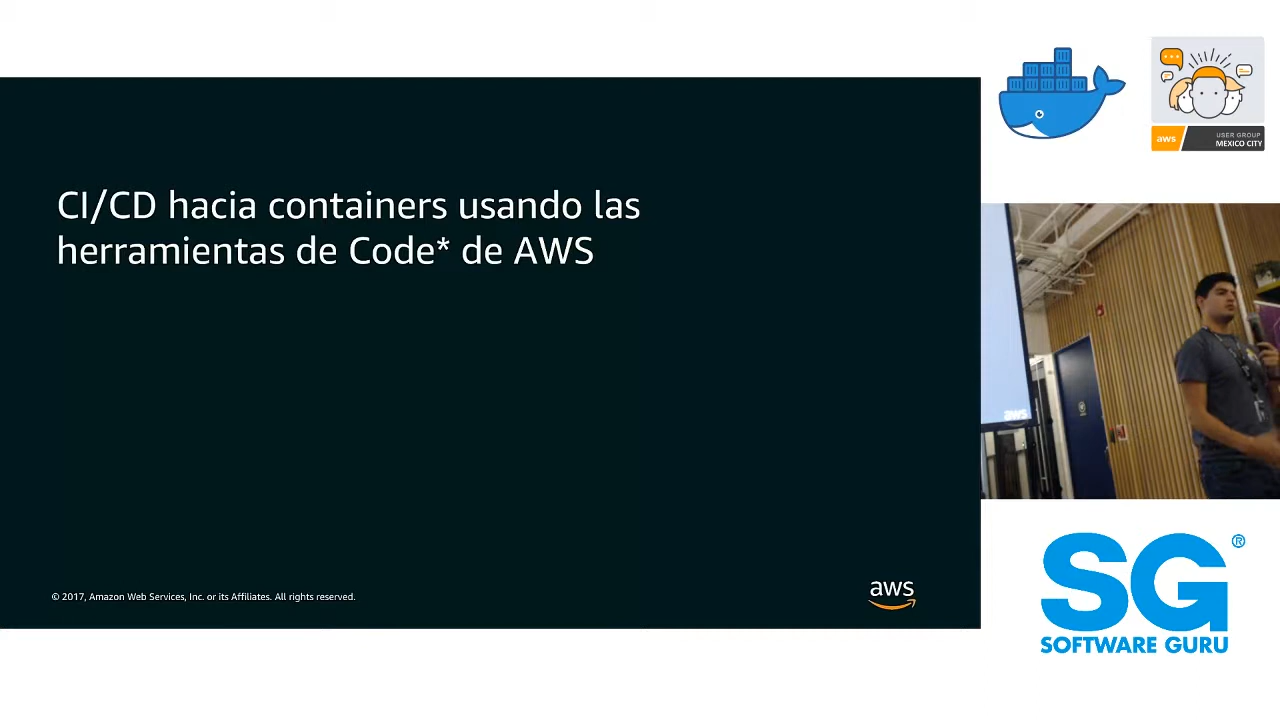 CI/CD hacia containers usando las
herramientas de Code* de AWS
© 2017, Amazon Web Services, Inc. or its Affiliates. All rights reserved.
aws
aws
USER GROUP
MEXICO CITY
aws
SG®
SOFTWARE GURU